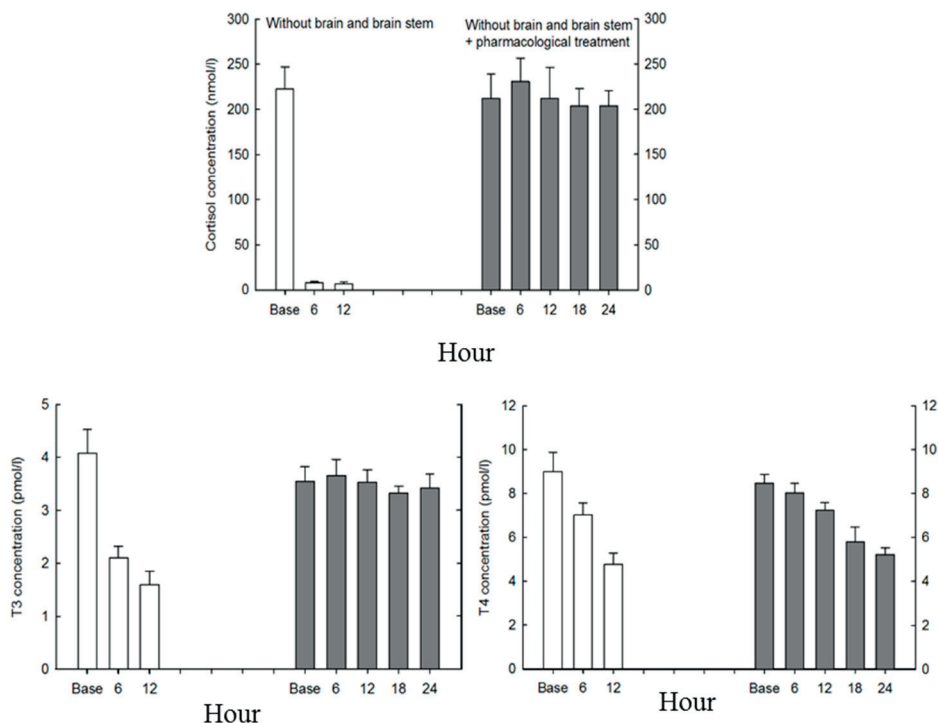 Without brain and brain stem
Without brain and brain stem
+ pharmacological treatment
Cortisol concentration (nmol/l)
300
250
200
150
100
50
0
300
250
200
150
100
50
0
Base 6 12
Base 6 12 18 24
Hour
T3 concentration (pmol/l)
5
4
3
2
1
0
Base 6 12
Base 6 12 18 24
Hour
T4 concentration (pmol/l)
12
10
8
6
4
2
0
12
10
8
6
4
2
0
Base 6 12
Base 6 12 18 24
Hour